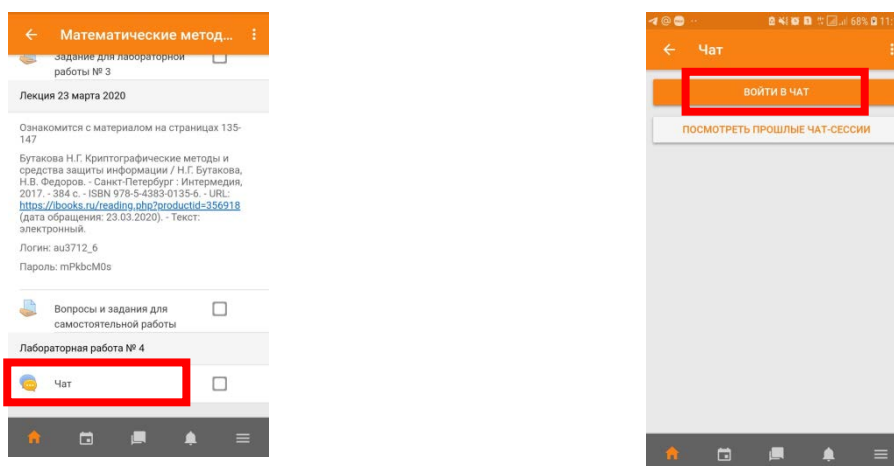 Математические метод...
Задание для лабораторной
работы № 3
Лекция 23 марта 2020
Ознакомится с материалом на страницах 135-
147
Бутакова Н.Г. Криптографические методы и
средства защиты информации / Н.Г. Бутакова,
Н.В. Федоров. - Санкт-Петербург : Интермедия,
2017. - 384 с. - ISBN 978-5-4383-0135-6. - URL:
https://ibooks.ru/reading.php?productid=356918
(дата обращения: 23.03.2020). - Текст:
электронный.
Логин: au3712_6
Пароль: mPkbcM0s
Вопросы и задания для
самостоятельной работы
Лабораторная работа № 4
Чат
68% 11:
Чат
ВОЙТИ В ЧАТ
ПОСМОТРЕТЬ ПРОШЛЫЕ ЧАТ-СЕССИИ